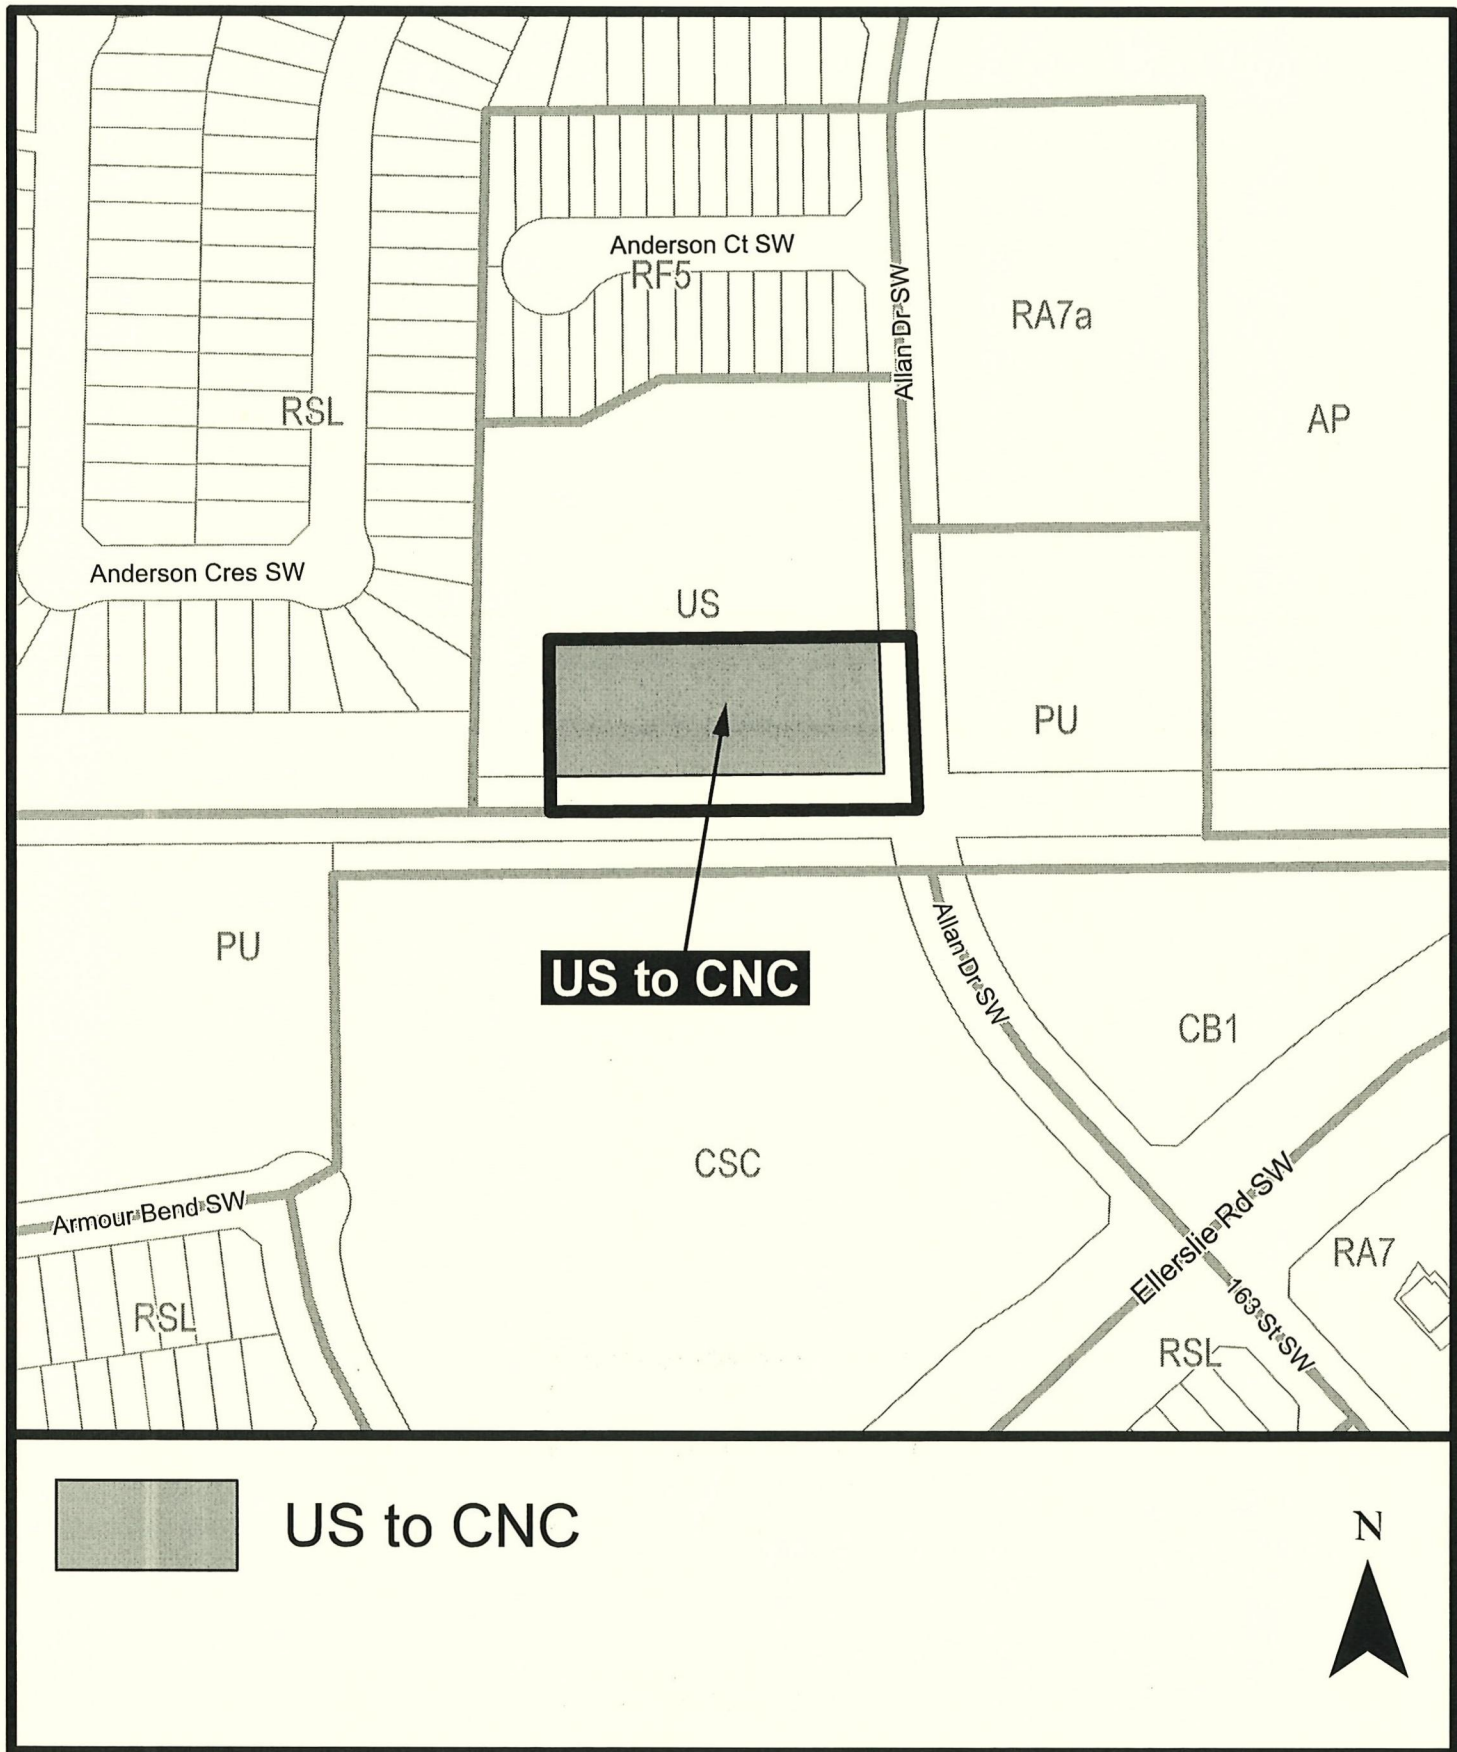 Anderson Ct SW
RF5
Allan Dr SW
RA7a
RSL
AP
Anderson Cres SW
US
PU
PU
Allan Dr SW
US to CNC
CB1
CSC
Armour Bend SW
Ellerslie Rd SW
RA7
RSL
163 St SW
RSL
US to CNC
N